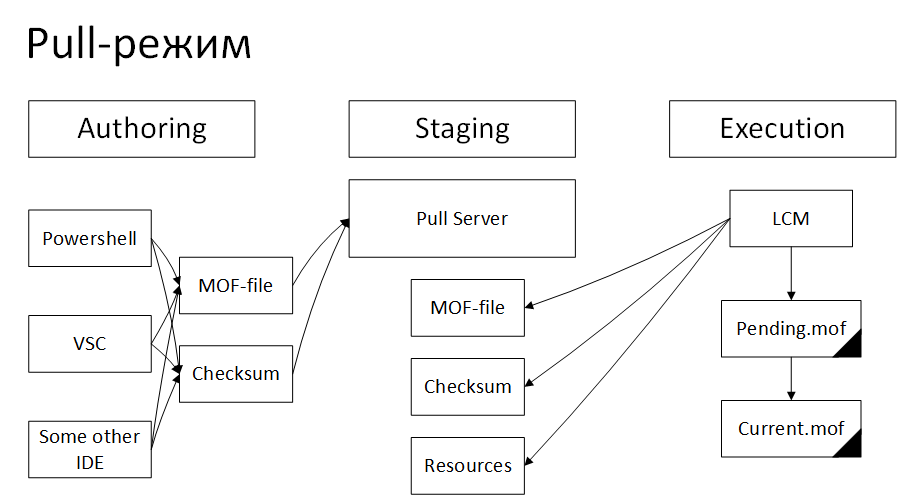 Pull-режим
Authoring
Staging
Execution
Powershell
VSC
Some other
IDE
MOF-file
Checksum
Pull Server
MOF-file
Checksum
Resources
LCM
Pending.mof
Current.mof